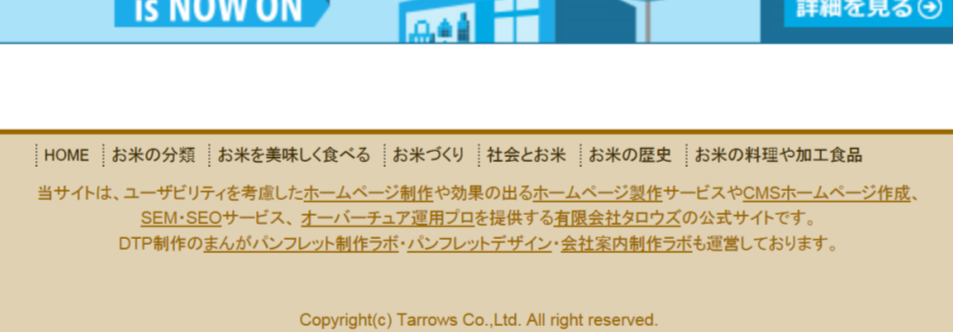 is NOW ON
詳細を見る
HOME お米の分類 お米を美味しく食べる お米づくり 社会とお米 お米の歴史 お米の料理や加工食品
当サイトは、ユーザビリティを考慮したホームページ制作や効果の出るホームページ製作サービスやCMSホームページ作成、
SEM・SEOサービス、オーバーチュア運用プロを提供する有限会社タロウズの公式サイトです。
DTP制作のまんがパンフレット制作ラボ・パンフレットデザイン・会社案内制作ラボも運営しております。
Copyright(c) Tarrows Co.,Ltd. All right reserved.